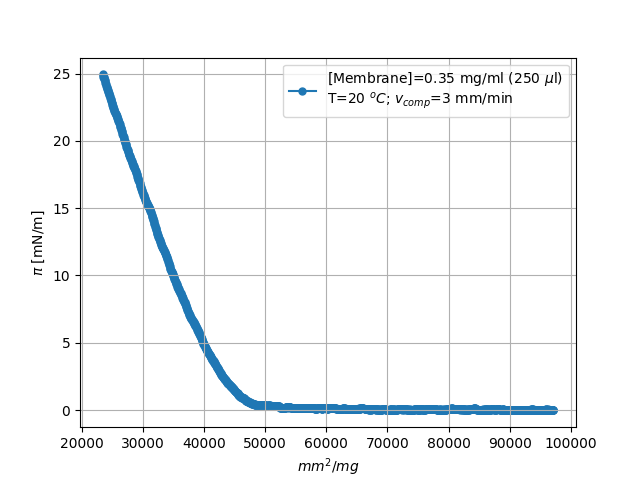 [Membrane]=0.35 mg/ml (250 μl)
T=20 °C; v_comp=3 mm/min
25
20
15
10
5
0
π [mN/m]
20000 30000 40000 50000 60000 70000 80000 90000 100000
mm²/mg